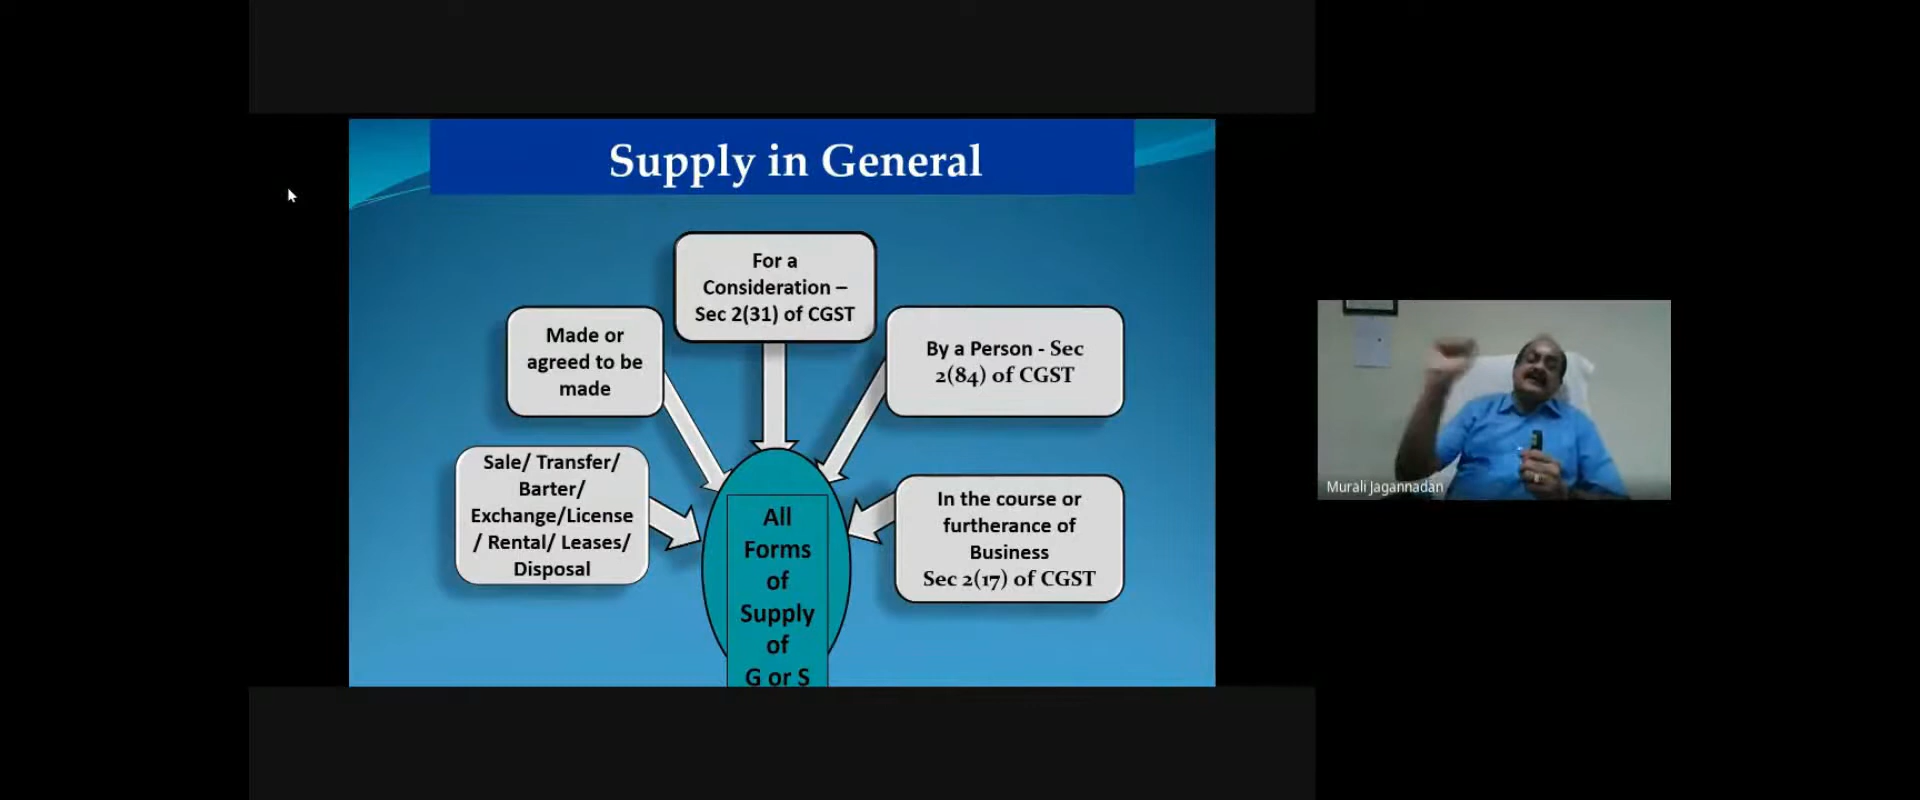 Supply in General
For a
Consideration –
Sec 2(31) of CGST
Made or
agreed to be
made
By a Person - Sec
2(84) of CGST
Sale/ Transfer/
Barter/
Exchange/License
/ Rental/ Leases/
Disposal
In the course or
furtherance of
Business
Sec 2(17) of CGST
All
Forms
of
Supply
of
G or S
Murali Jagannadan